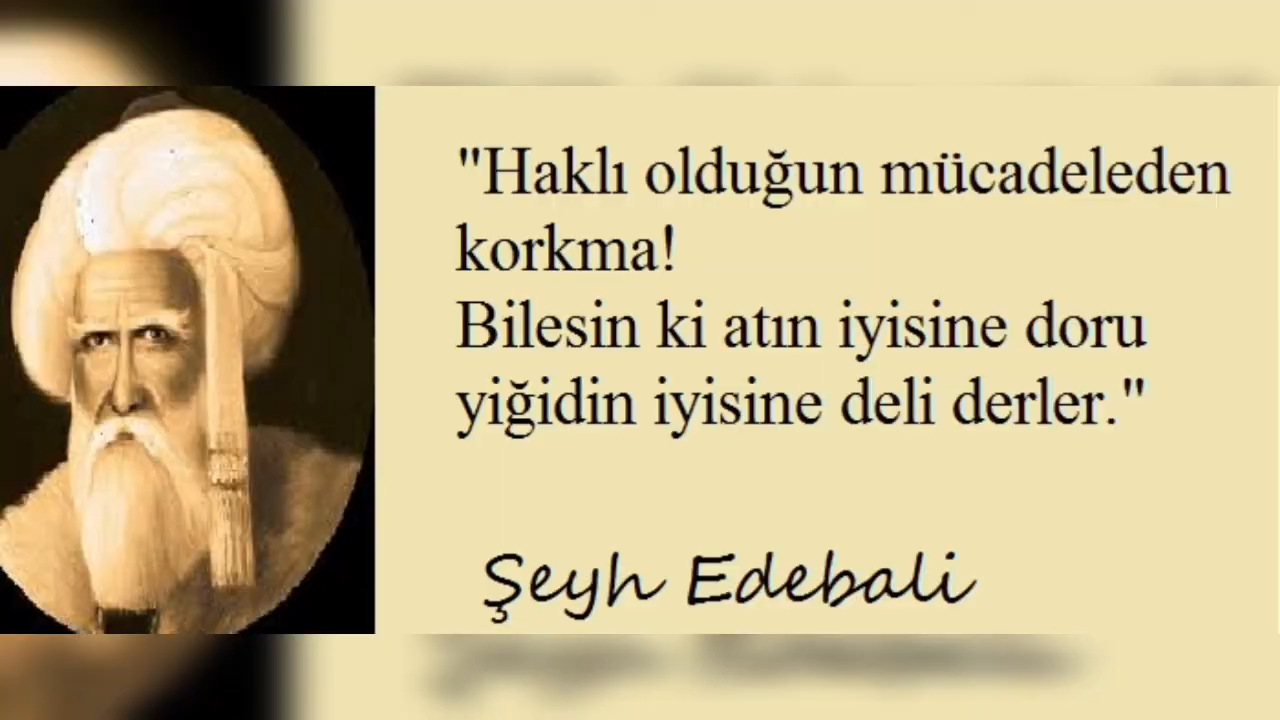 "Haklı olduğun mücadeleden
korkma!
Bilesin ki atın iyisine doru
yiğidin iyisine deli derler."
Şeyh Edebali